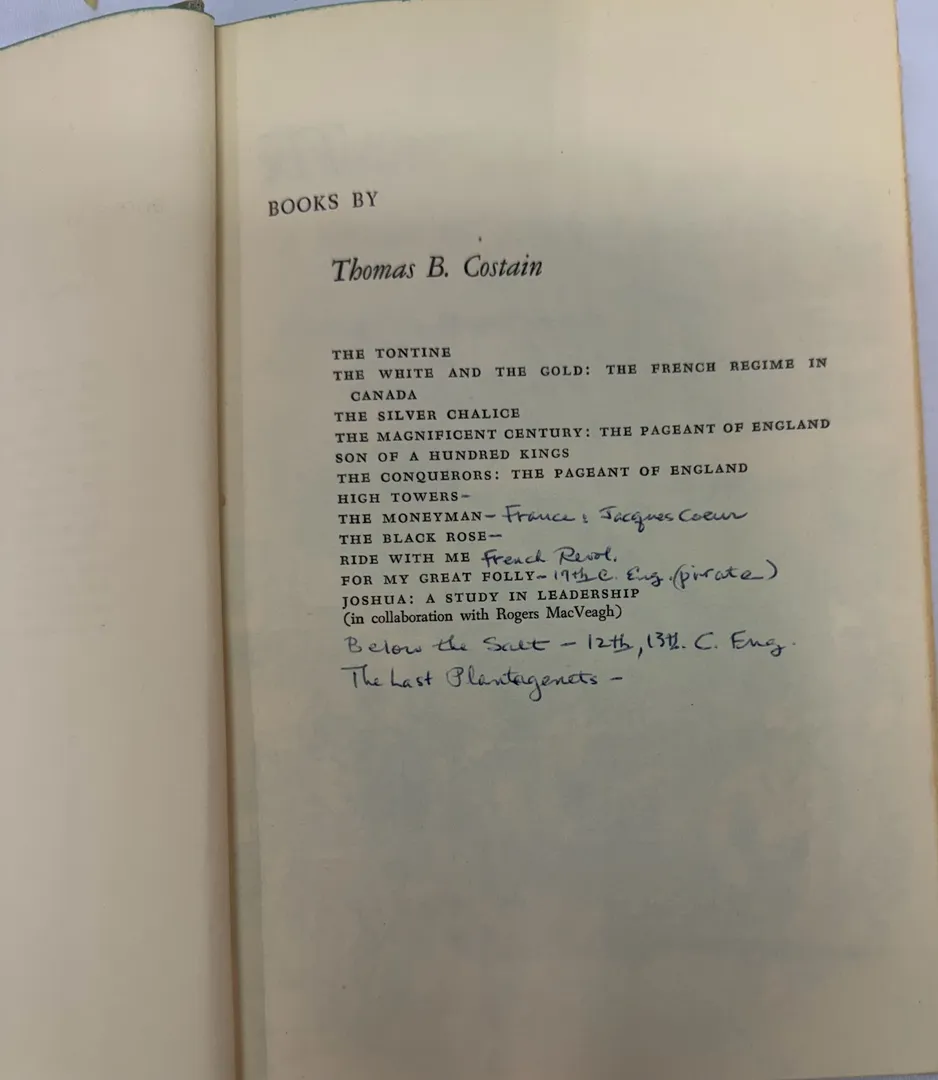 BOOKS BY
Thomas B. Costain
THE TONTINE
THE WHITE AND THE GOLD: THE FRENCH REGIME IN
CANADA
THE SILVER CHALICE
THE MAGNIFICENT CENTURY: THE PAGEANT OF ENGLAND
SON OF A HUNDRED KINGS
THE CONQUERORS: THE PAGEANT OF ENGLAND
HIGH TOWERS-
THE MONEYMAN- France: Jacques Coeur
THE BLACK ROSE-
RIDE WITH ME French Revol.
FOR MY GREAT FOLLY- 19th C. Eng. (pirate)
JOSHUA: A STUDY IN LEADERSHIP
(in collaboration with Rogers MacVeagh)
Below the Salt - 12th, 13th. C. Eng.
The Last Plantagenets -